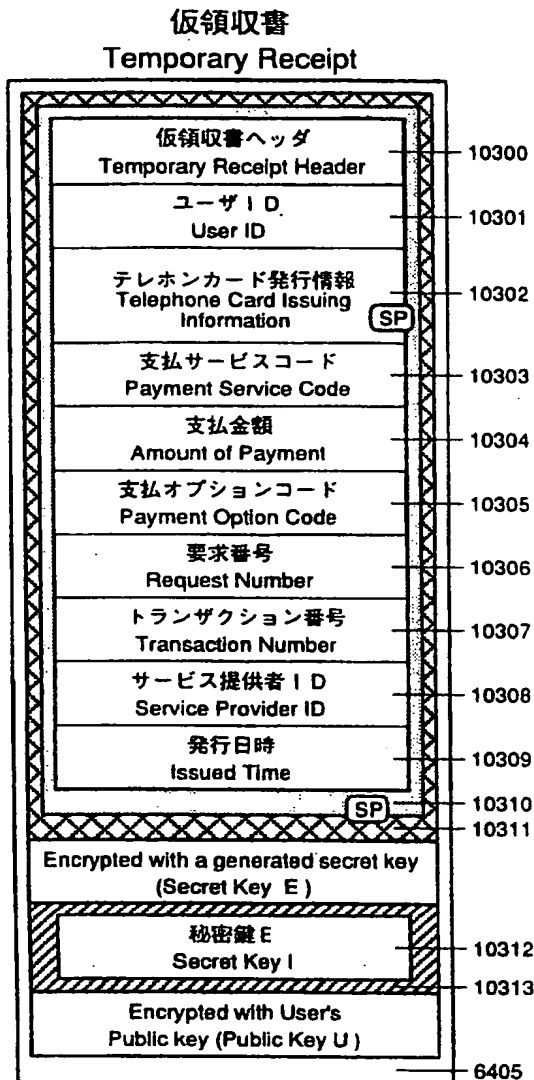 仮領収書
Temporary Receipt
仮領収書ヘッダ
Temporary Receipt Header
10300
ユーザID
User ID
10301
テレホンカード発行情報
Telephone Card Issuing
Information
10302
SP
支払サービスコード
Payment Service Code
10303
支払金額
Amount of Payment
10304
支払オプションコード
Payment Option Code
10305
要求番号
Request Number
10306
トランザクション番号
Transaction Number
10307
サービス提供者ID
Service Provider ID
10308
発行日時
Issued Time
10309
SP
10310
10311
Encrypted with a generated secret key
(Secret Key E)
秘密鍵E
Secret Key I
10312
10313
Encrypted with User's
Public key (Public Key U)
6405